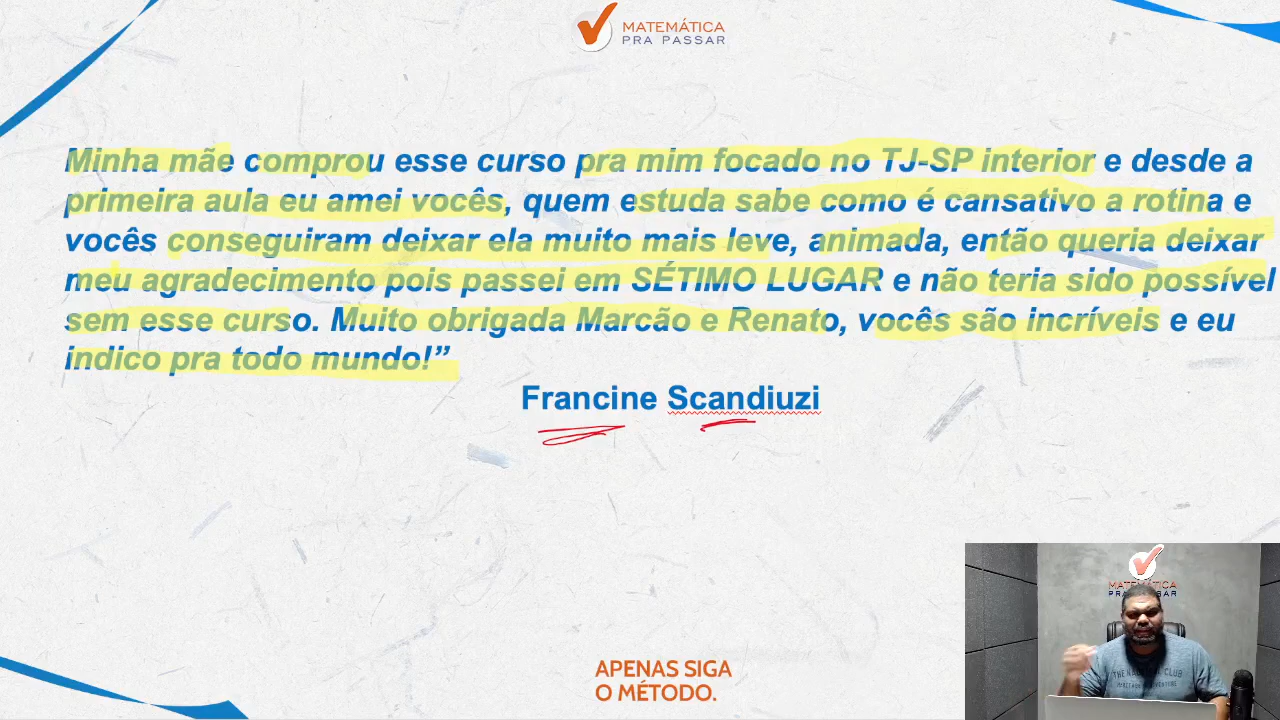 MATEMÁTICA
PRA PASSAR
Minha mãe comprou esse curso pra mim focado no TJ-SP interior e desde a
primeira aula eu amei vocês, quem estuda sabe como é cansativo a rotina e
vocês conseguiram deixar ela muito mais leve, animada, então queria deixar
meu agradecimento pois passei em SÉTIMO LUGAR e não teria sido possível
sem esse curso. Muito obrigada Marcão e Renato, vocês são incríveis e eu
indico pra todo mundo!”
Francine Scandiuzi
APENAS SIGA
O MÉTODO.
MATEMÁTICA
PRA PASSAR